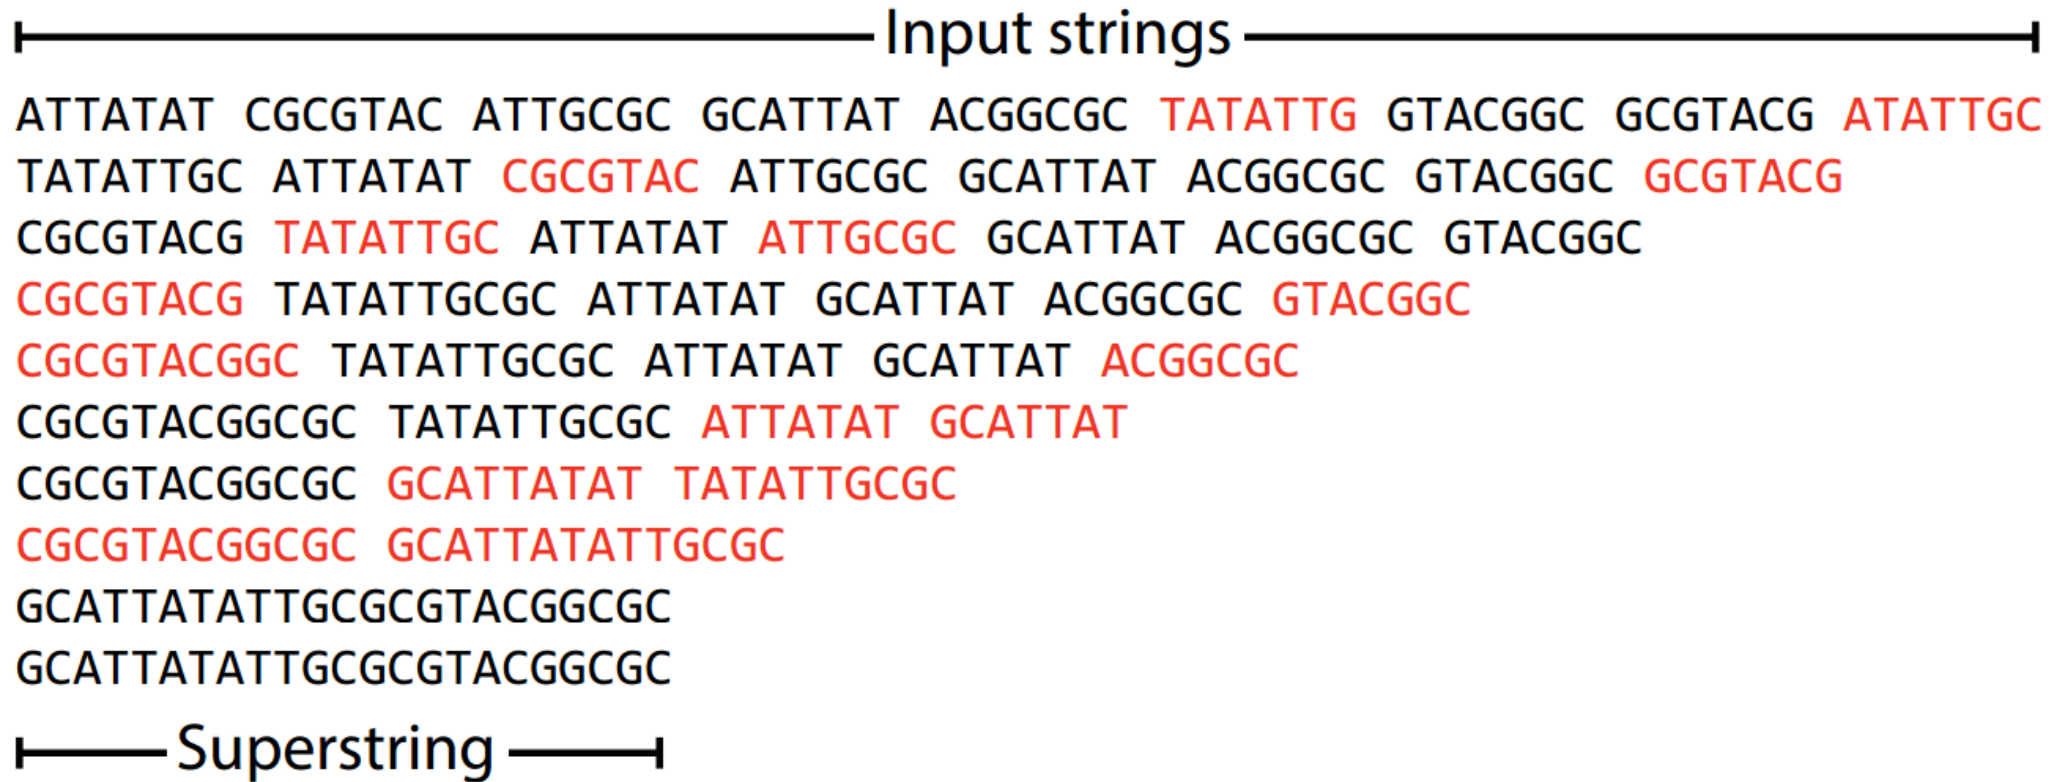 Input strings
ATTATAT CGCGTAC ATTGCGC GCATTAT ACGGCGC TATATTG GTACGGC GCGTACG ATATTGC
TATATTGC ATTATAT CGCGTAC ATTGCGC GCATTAT ACGGCGC GTACGGC GCGTACG
CGCGTACG TATATTGC ATTATAT ATTGCGC GCATTAT ACGGCGC GTACGGC
CGCGTACG TATATTGCGC ATTATAT GCATTAT ACGGCGC GTACGGC
CGCGTACGGC TATATTGCGC ATTATAT GCATTAT ACGGCGC
CGCGTACGGCGC TATATTGCGC ATTATAT GCATTAT
CGCGTACGGCGC GCATTATAT TATATTGCGC
CGCGTACGGCGC GCATTATATTGCGC
GCATTATATTGCGCGTACGGCGC
GCATTATATTGCGCGTACGGCGC
Superstring